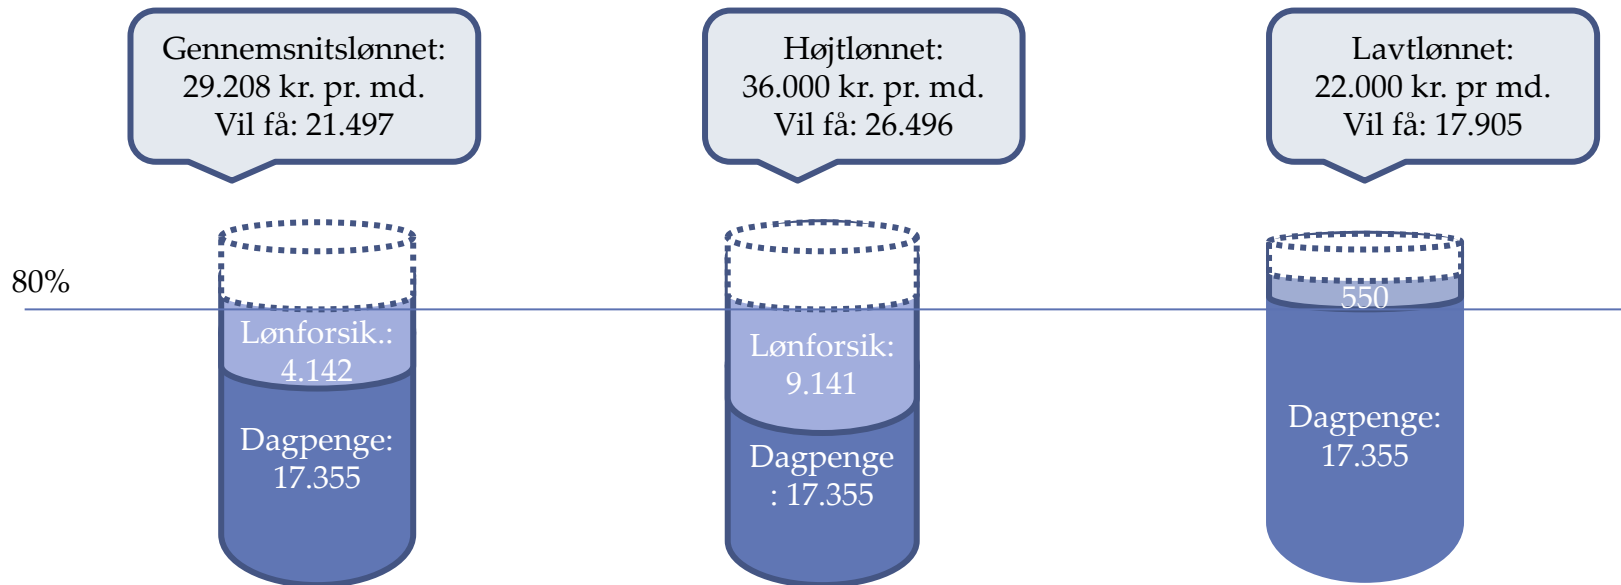 Gennemsnitslønnet:
29.208 kr. pr. md.
Vil få: 21.497
Højtlønnet:
36.000 kr. pr. md.
Vil få: 26.496
Lavtlønnet:
22.000 kr. pr md.
Vil få: 17.905
80%
Lønforsik.:
4.142
Dagpenge:
17.355
Lønforsik:
9.141
Dagpenge
: 17.355
550
Dagpenge:
17.355